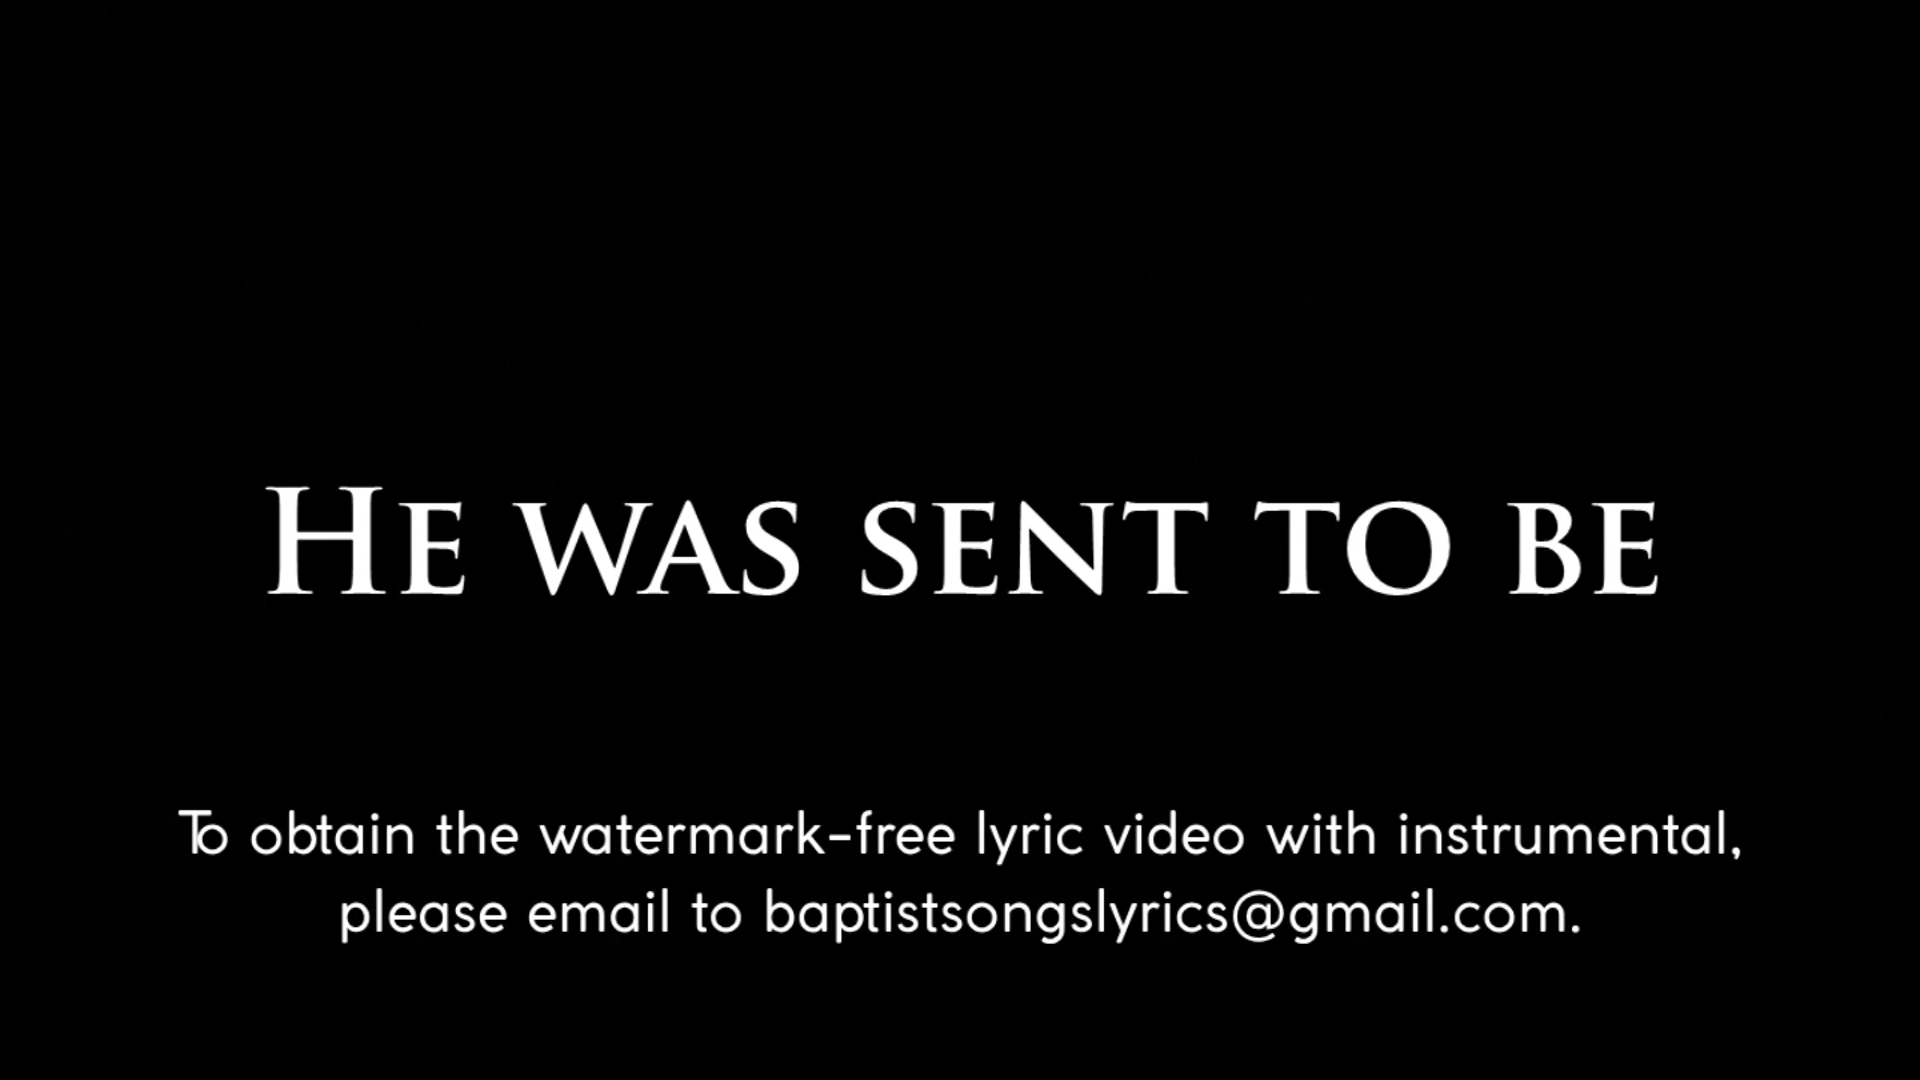 He was sent to be
To obtain the watermark-free lyric video with instrumental,
please email to baptistsongslyrics@gmail.com.